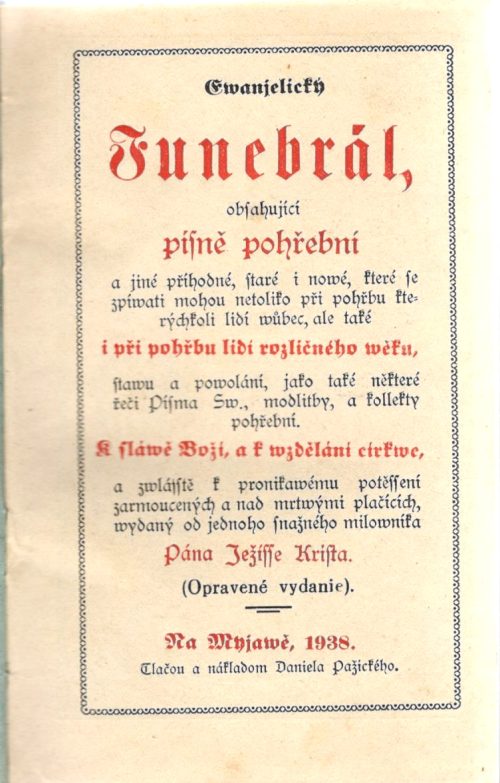 Ewanjelický
Funebrál,
obsahující
písně pohřební
a jiné příhodné, staré i nowé, které se
zpíwati mohou netoliko při pohřbu kte-
rýchkoli lidí wůbec, ale také
i při pohřbu lidí rozličného wěku,
stawu a powolání, jako také některé
řeči Písma Sw., modlitby, a kollekty
pohřební.
K sláwě Boží, a k wzdělání církwe,
a zwlásstě k pronikawému potěssení
zarmoucených a nad mrtwými plačících,
wydaný od jednoho snažného milowníka
Pána Ježísse Krista.
(Opravené vydanie).
Na Myjawě, 1938.
Tlačou a nákladom Daniela Pažického.